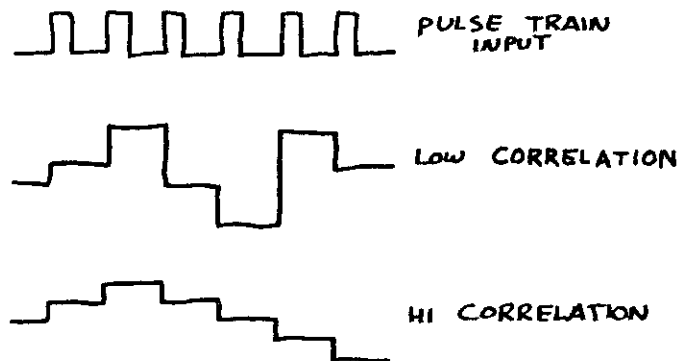 PULSE TRAIN
INPUT
LOW CORRELATION
HI CORRELATION